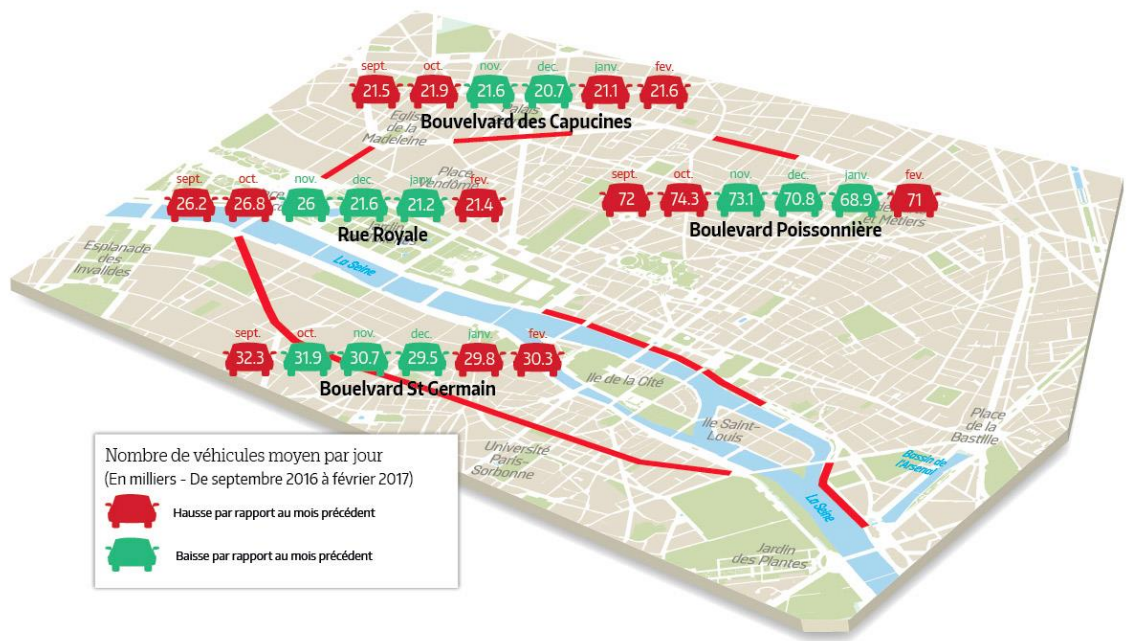 sept. oct. nov. dec. janv. fev.
21.5 21.9 21.6 20.7 21.1 21.6
Bouvelvard des Capucines
Eglise
de la
Madeleine
Palais
Place
Vendôme
sept. oct. nov. dec. janv. fev.
26.2 26.8 26 21.6 21.2 21.4
Rue Royale
Jardin
sept. oct. nov. dec. janv. fev.
72 74.3 73.1 70.8 68.9 71
Boulevard Poissonnière
et Métiers
Esplanade
des
Invalides
La Seine
sept. oct. nov. dec. janv. fev.
32.3 31.9 30.7 29.5 29.8 30.3
Bouelvard St Germain
Ile de la Cité
Ile Saint-
Louis
Place
de la
Bastille
Bassin de
l'Arsenal
Université
Paris-
Sorbonne
La Seine
Jardin
des Plantes
Nombre de véhicules moyen par jour
(En milliers - De septembre 2016 à février 2017)
Hausse par rapport au mois précédent
Baisse par rapport au mois précédent